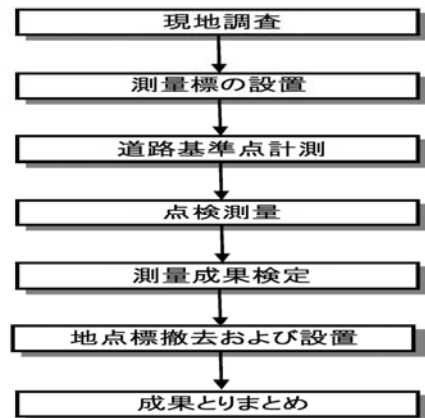 現地調査
測量標の設置
道路基準点計測
点検測量
測量成果検定
地点標撤去および設置
成果とりまとめ